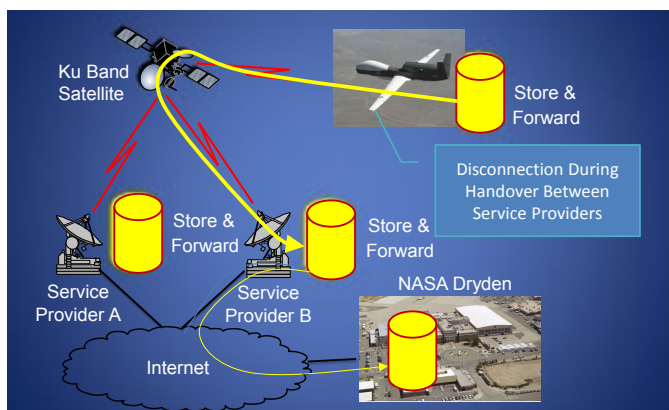 Ku Band
Satellite
Store &
Forward
Disconnection During
Handover Between
Service Providers
Store &
Forward
Store &
Forward
Service
Provider A
Service
Provider B
NASA Dryden
Internet